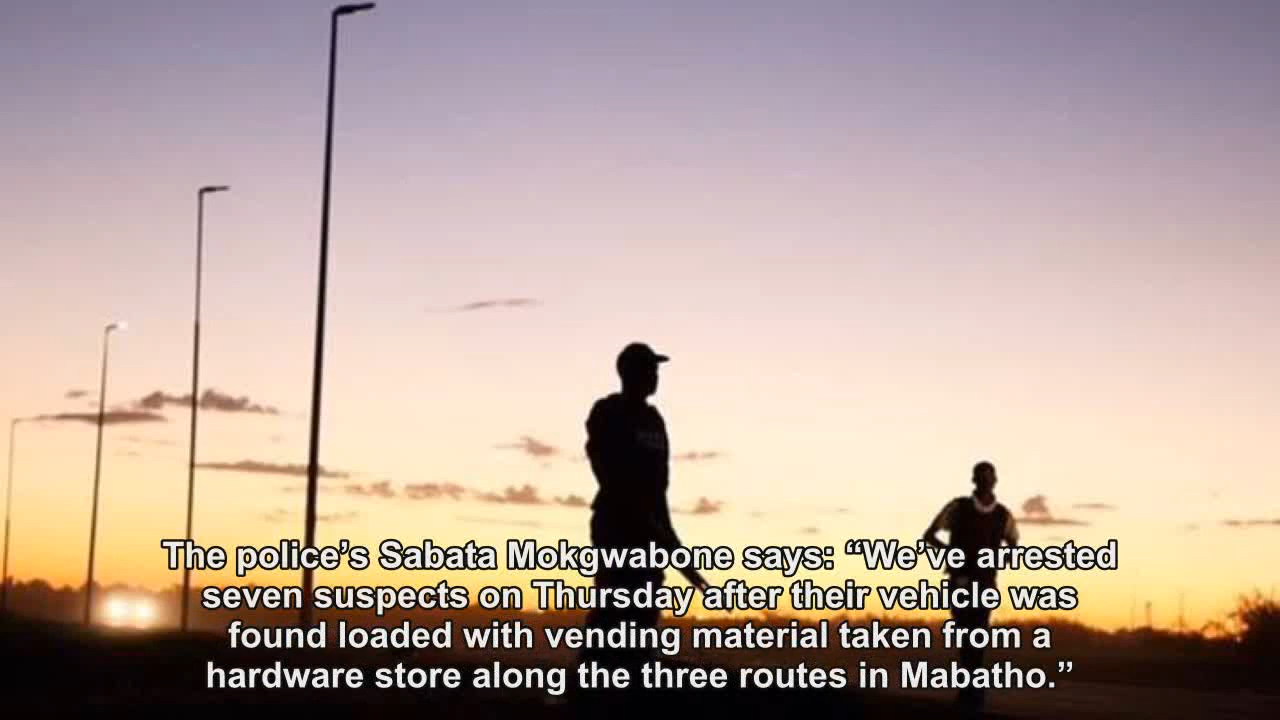 The police’s Sabata Mokgwabone says: “We’ve arrested
seven suspects on Thursday after their vehicle was
found loaded with vending material taken from a
hardware store along the three routes in Mabatho.”